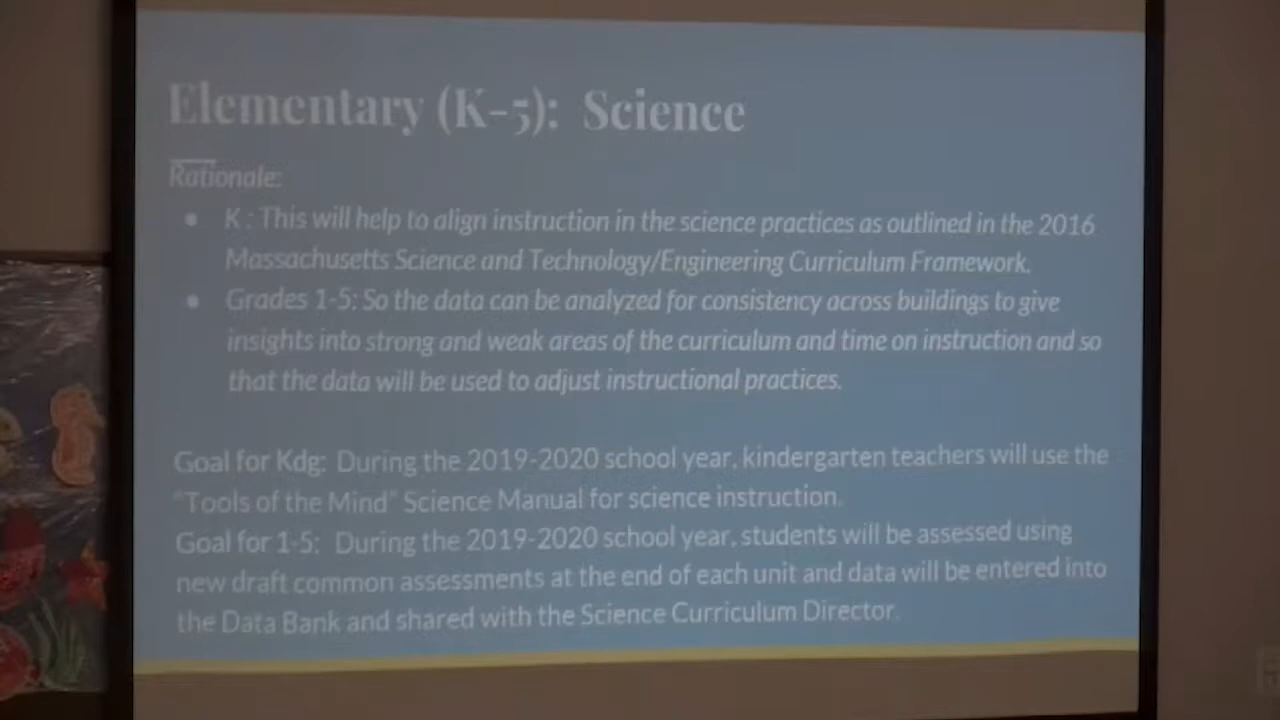 Elementary (K-5): Science
Rationale:
• K : This will help to align instruction in the science practices as outlined in the 2016
Massachusetts Science and Technology/Engineering Curriculum Framework.
• Grades 1-5: So the data can be analyzed for consistency across buildings to give
insights into strong and weak areas of the curriculum and time on instruction and so
that the data will be used to adjust instructional practices.
Goal for Kdg: During the 2019-2020 school year, kindergarten teachers will use the
"Tools of the Mind" Science Manual for science instruction.
Goal for 1-5: During the 2019-2020 school year, students will be assessed using
new draft common assessments at the end of each unit and data will be entered into
the Data Bank and shared with the Science Curriculum Director.